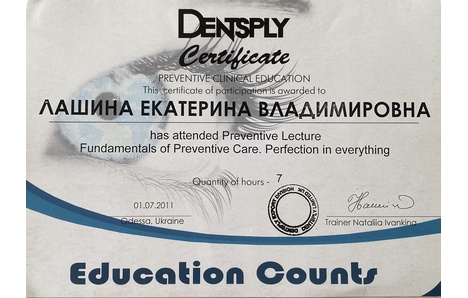 DENTSPLY
Certificate
PREVENTIVE CLINICAL EDUCATION
This certificate of participation is awarded to
ЛАШИНА ЕКАТЕРИНА ВЛАДИМИРОВНА
has attended Preventive Lecture
Fundamentals of Preventive Care. Perfection in everything
Quantity of hours - 7
01.07.2011
Odessa, Ukraine
Trainer Nataliia Ivankina
Education Counts